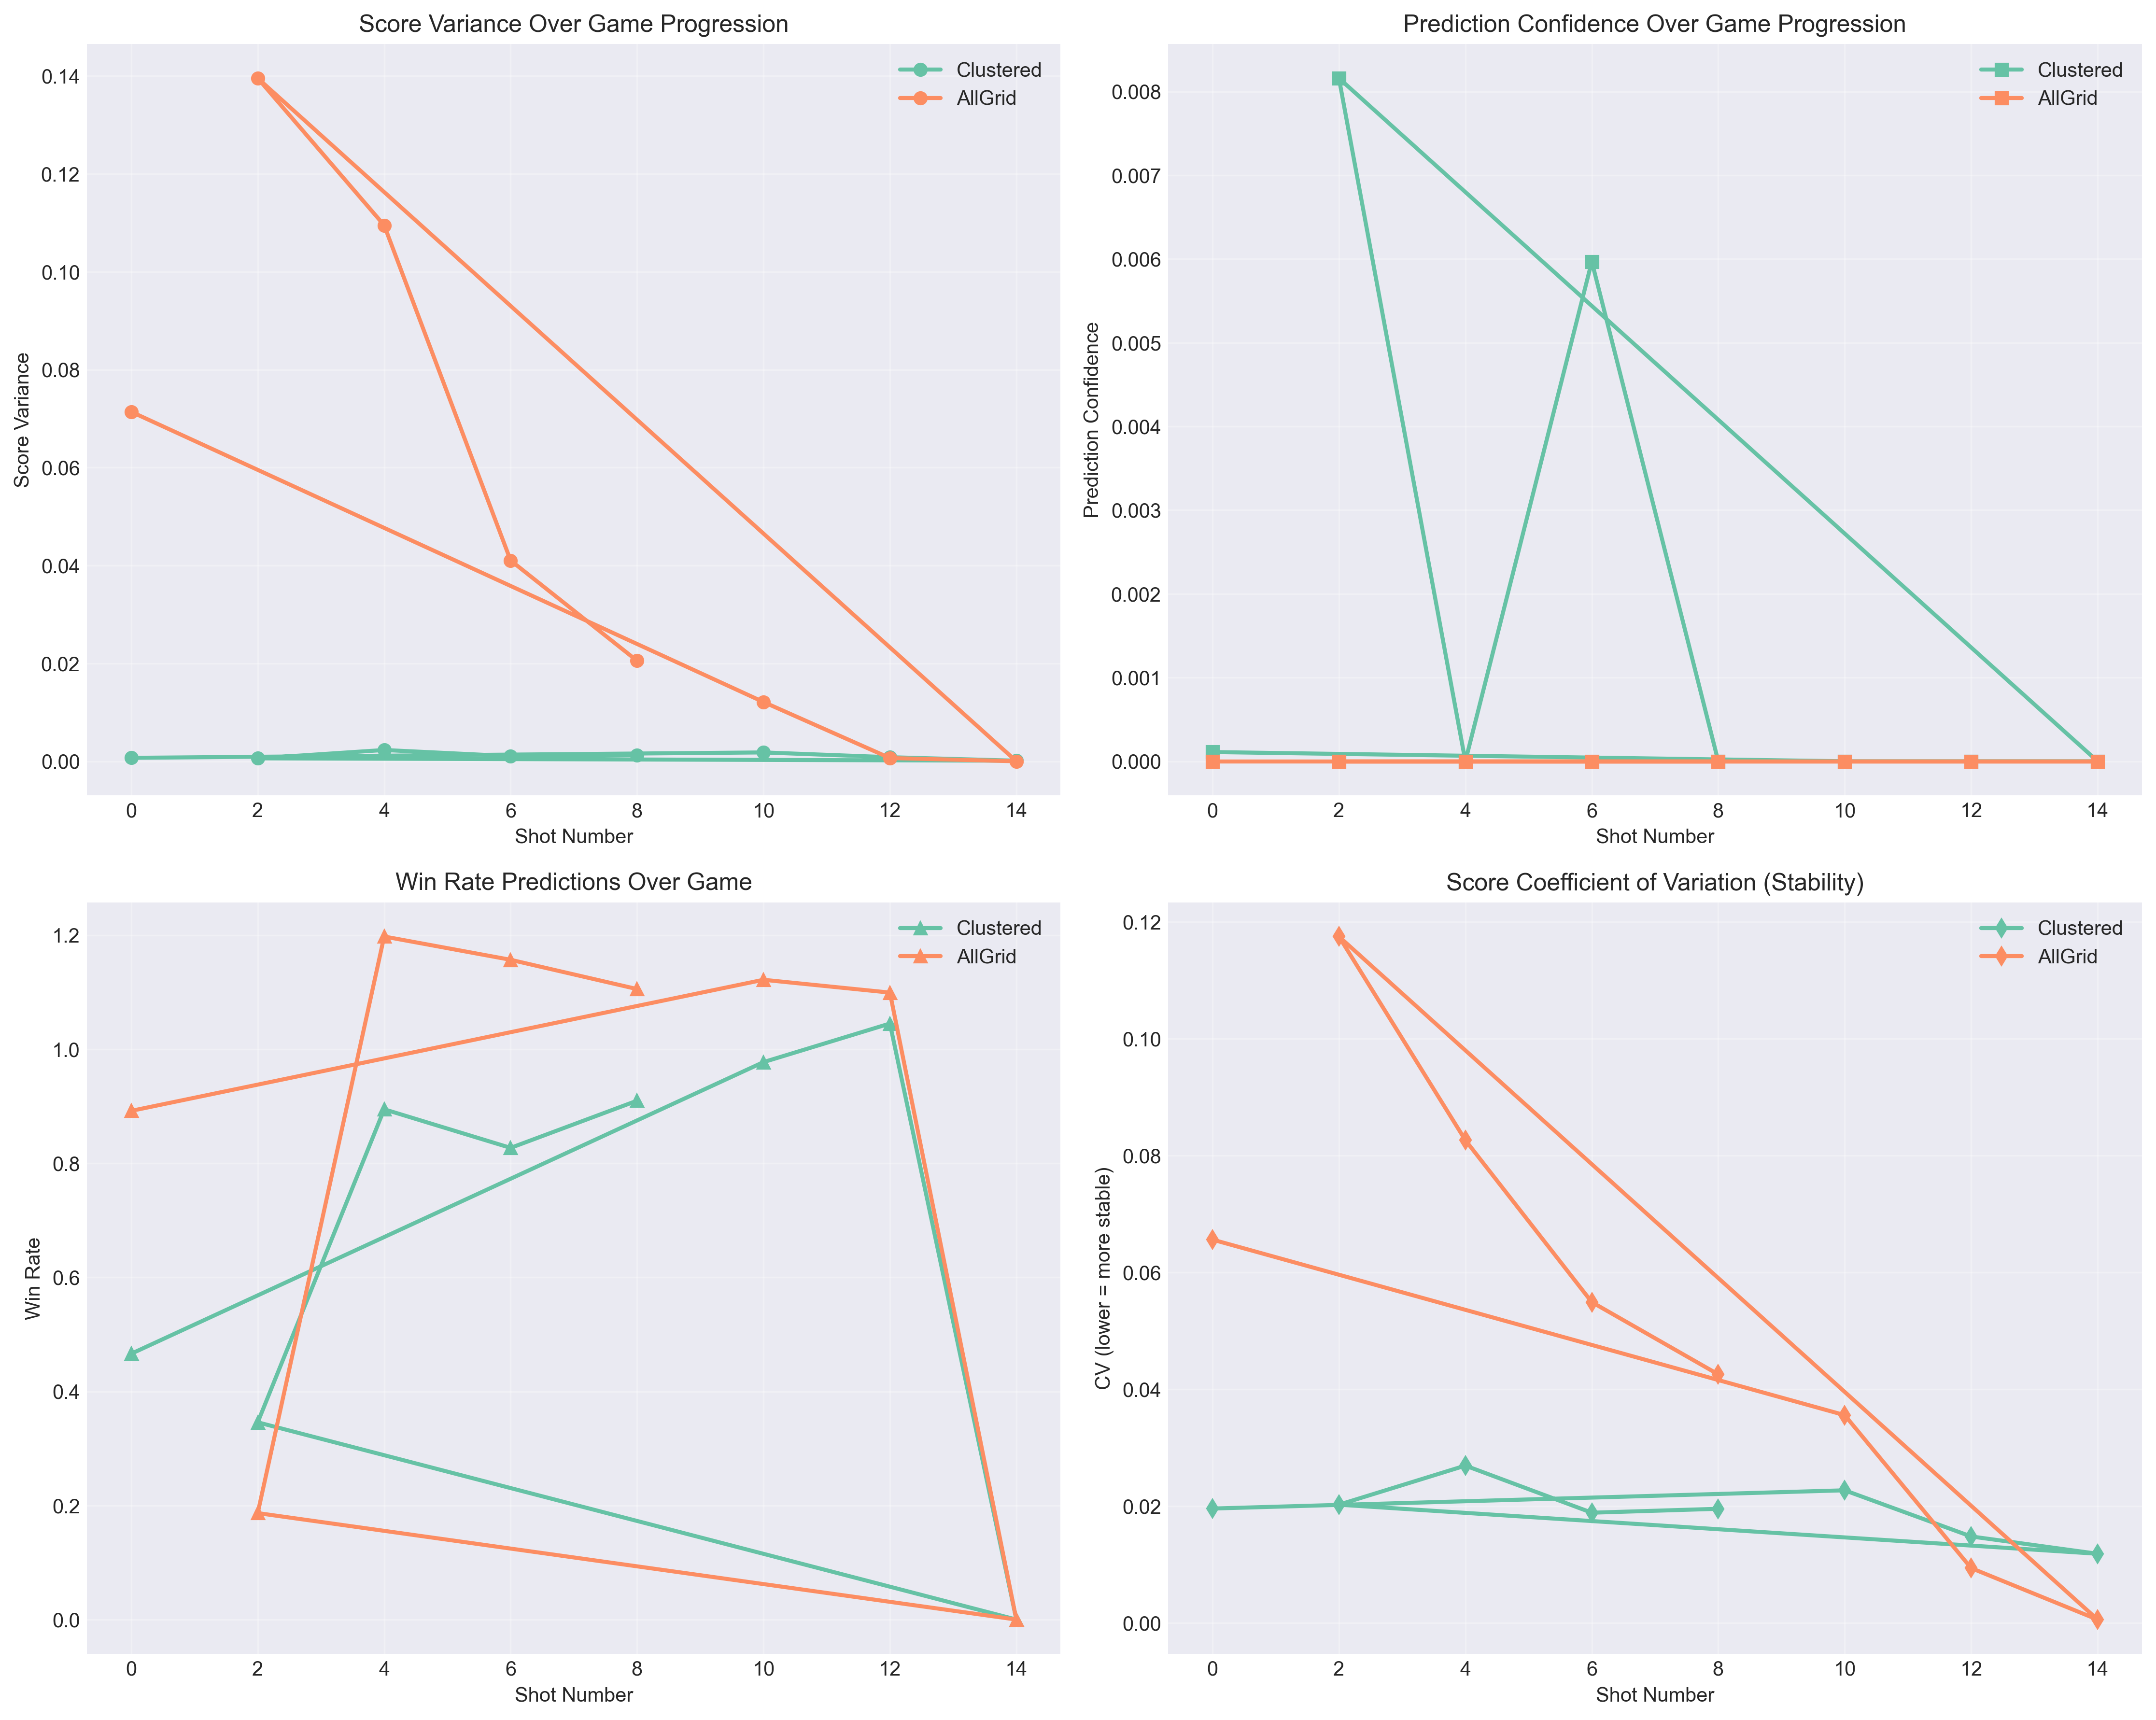 Score Variance Over Game Progression
Clustered
AllGrid
0.14
0.12
0.10
0.08
0.06
0.04
0.02
0.00
Score Variance
0 2 4 6 8 10 12 14
Shot Number
Prediction Confidence Over Game Progression
Clustered
AllGrid
0.008
0.007
0.006
0.005
0.004
0.003
0.002
0.001
0.000
Prediction Confidence
0 2 4 6 8 10 12 14
Shot Number
Win Rate Predictions Over Game
Clustered
AllGrid
1.2
1.0
0.8
0.6
0.4
0.2
0.0
Win Rate
0 2 4 6 8 10 12 14
Shot Number
Score Coefficient of Variation (Stability)
Clustered
AllGrid
0.12
0.10
0.08
0.06
0.04
0.02
0.00
CV (lower = more stable)
0 2 4 6 8 10 12 14
Shot Number